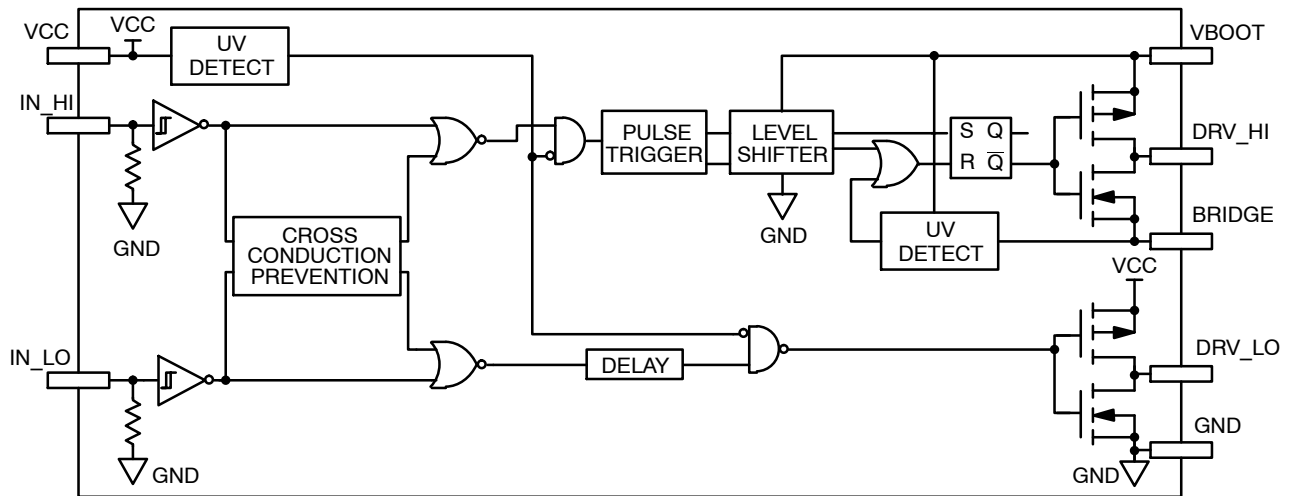 VCC
VCC
UV
DETECT
VBOOT
IN_HI
PULSE
TRIGGER
LEVEL
SHIFTER
S Q
R Q̅
DRV_HI
GND
GND
UV
DETECT
BRIDGE
CROSS
CONDUCTION
PREVENTION
VCC
IN_LO
DELAY
DRV_LO
GND
GND
GND